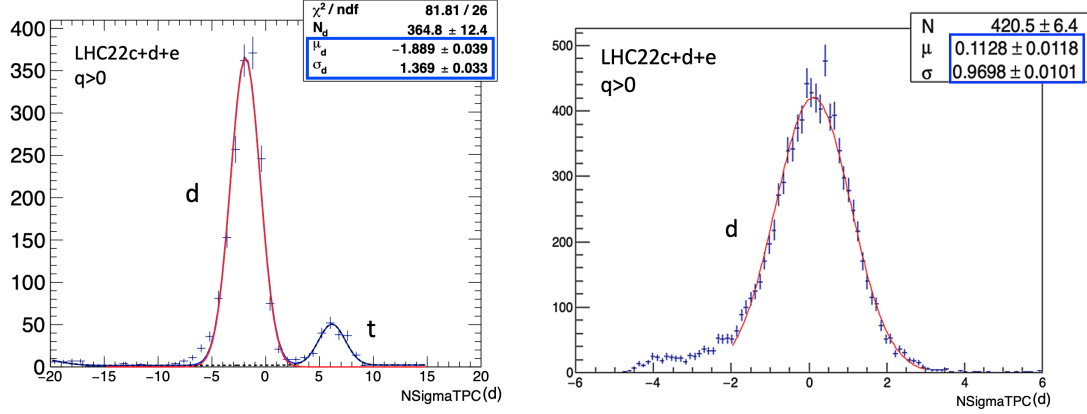 χ² / ndf 81.81 / 26
N_d 364.8 ± 12.4
μ_d −1.889 ± 0.039
σ_d 1.369 ± 0.033
LHC22c+d+e
q>0
d
t
400
350
300
250
200
150
100
50
0
−20 −15 −10 −5 0 5 10 15 20
NSigmaTPC(d)
N 420.5 ± 6.4
μ 0.1128 ± 0.0118
σ 0.9698 ± 0.0101
LHC22c+d+e
q>0
d
500
400
300
200
100
0
−6 −4 −2 0 2 4 6
NSigmaTPC(d)